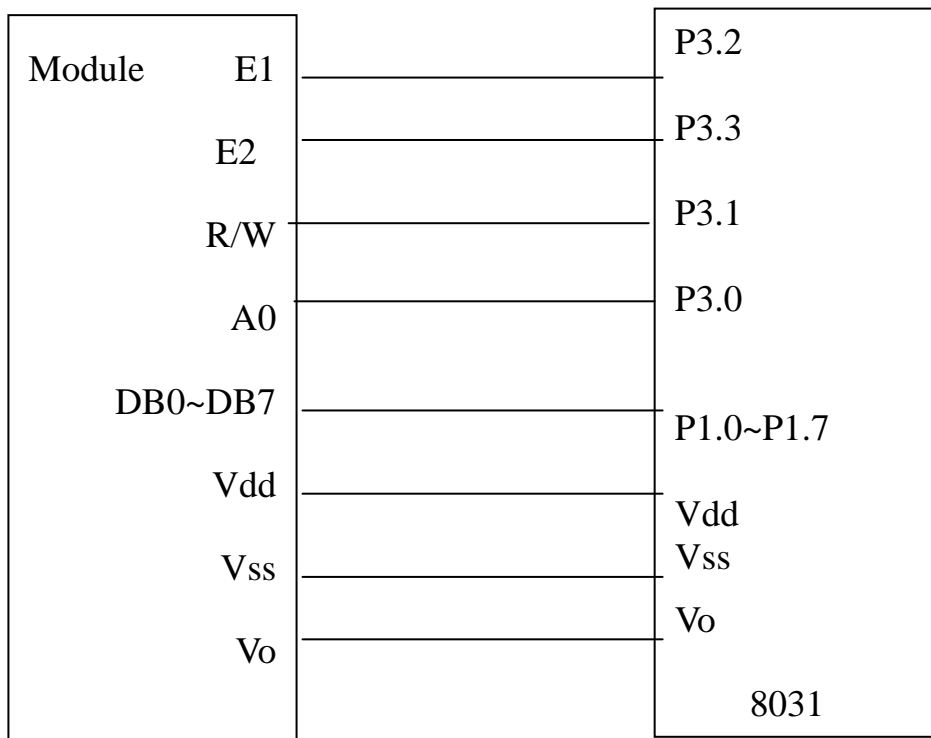 Module E1 P3.2
E2 P3.3
R/W P3.1
A0 P3.0
DB0~DB7 P1.0~P1.7
Vdd Vdd
Vss Vss
Vo Vo
8031